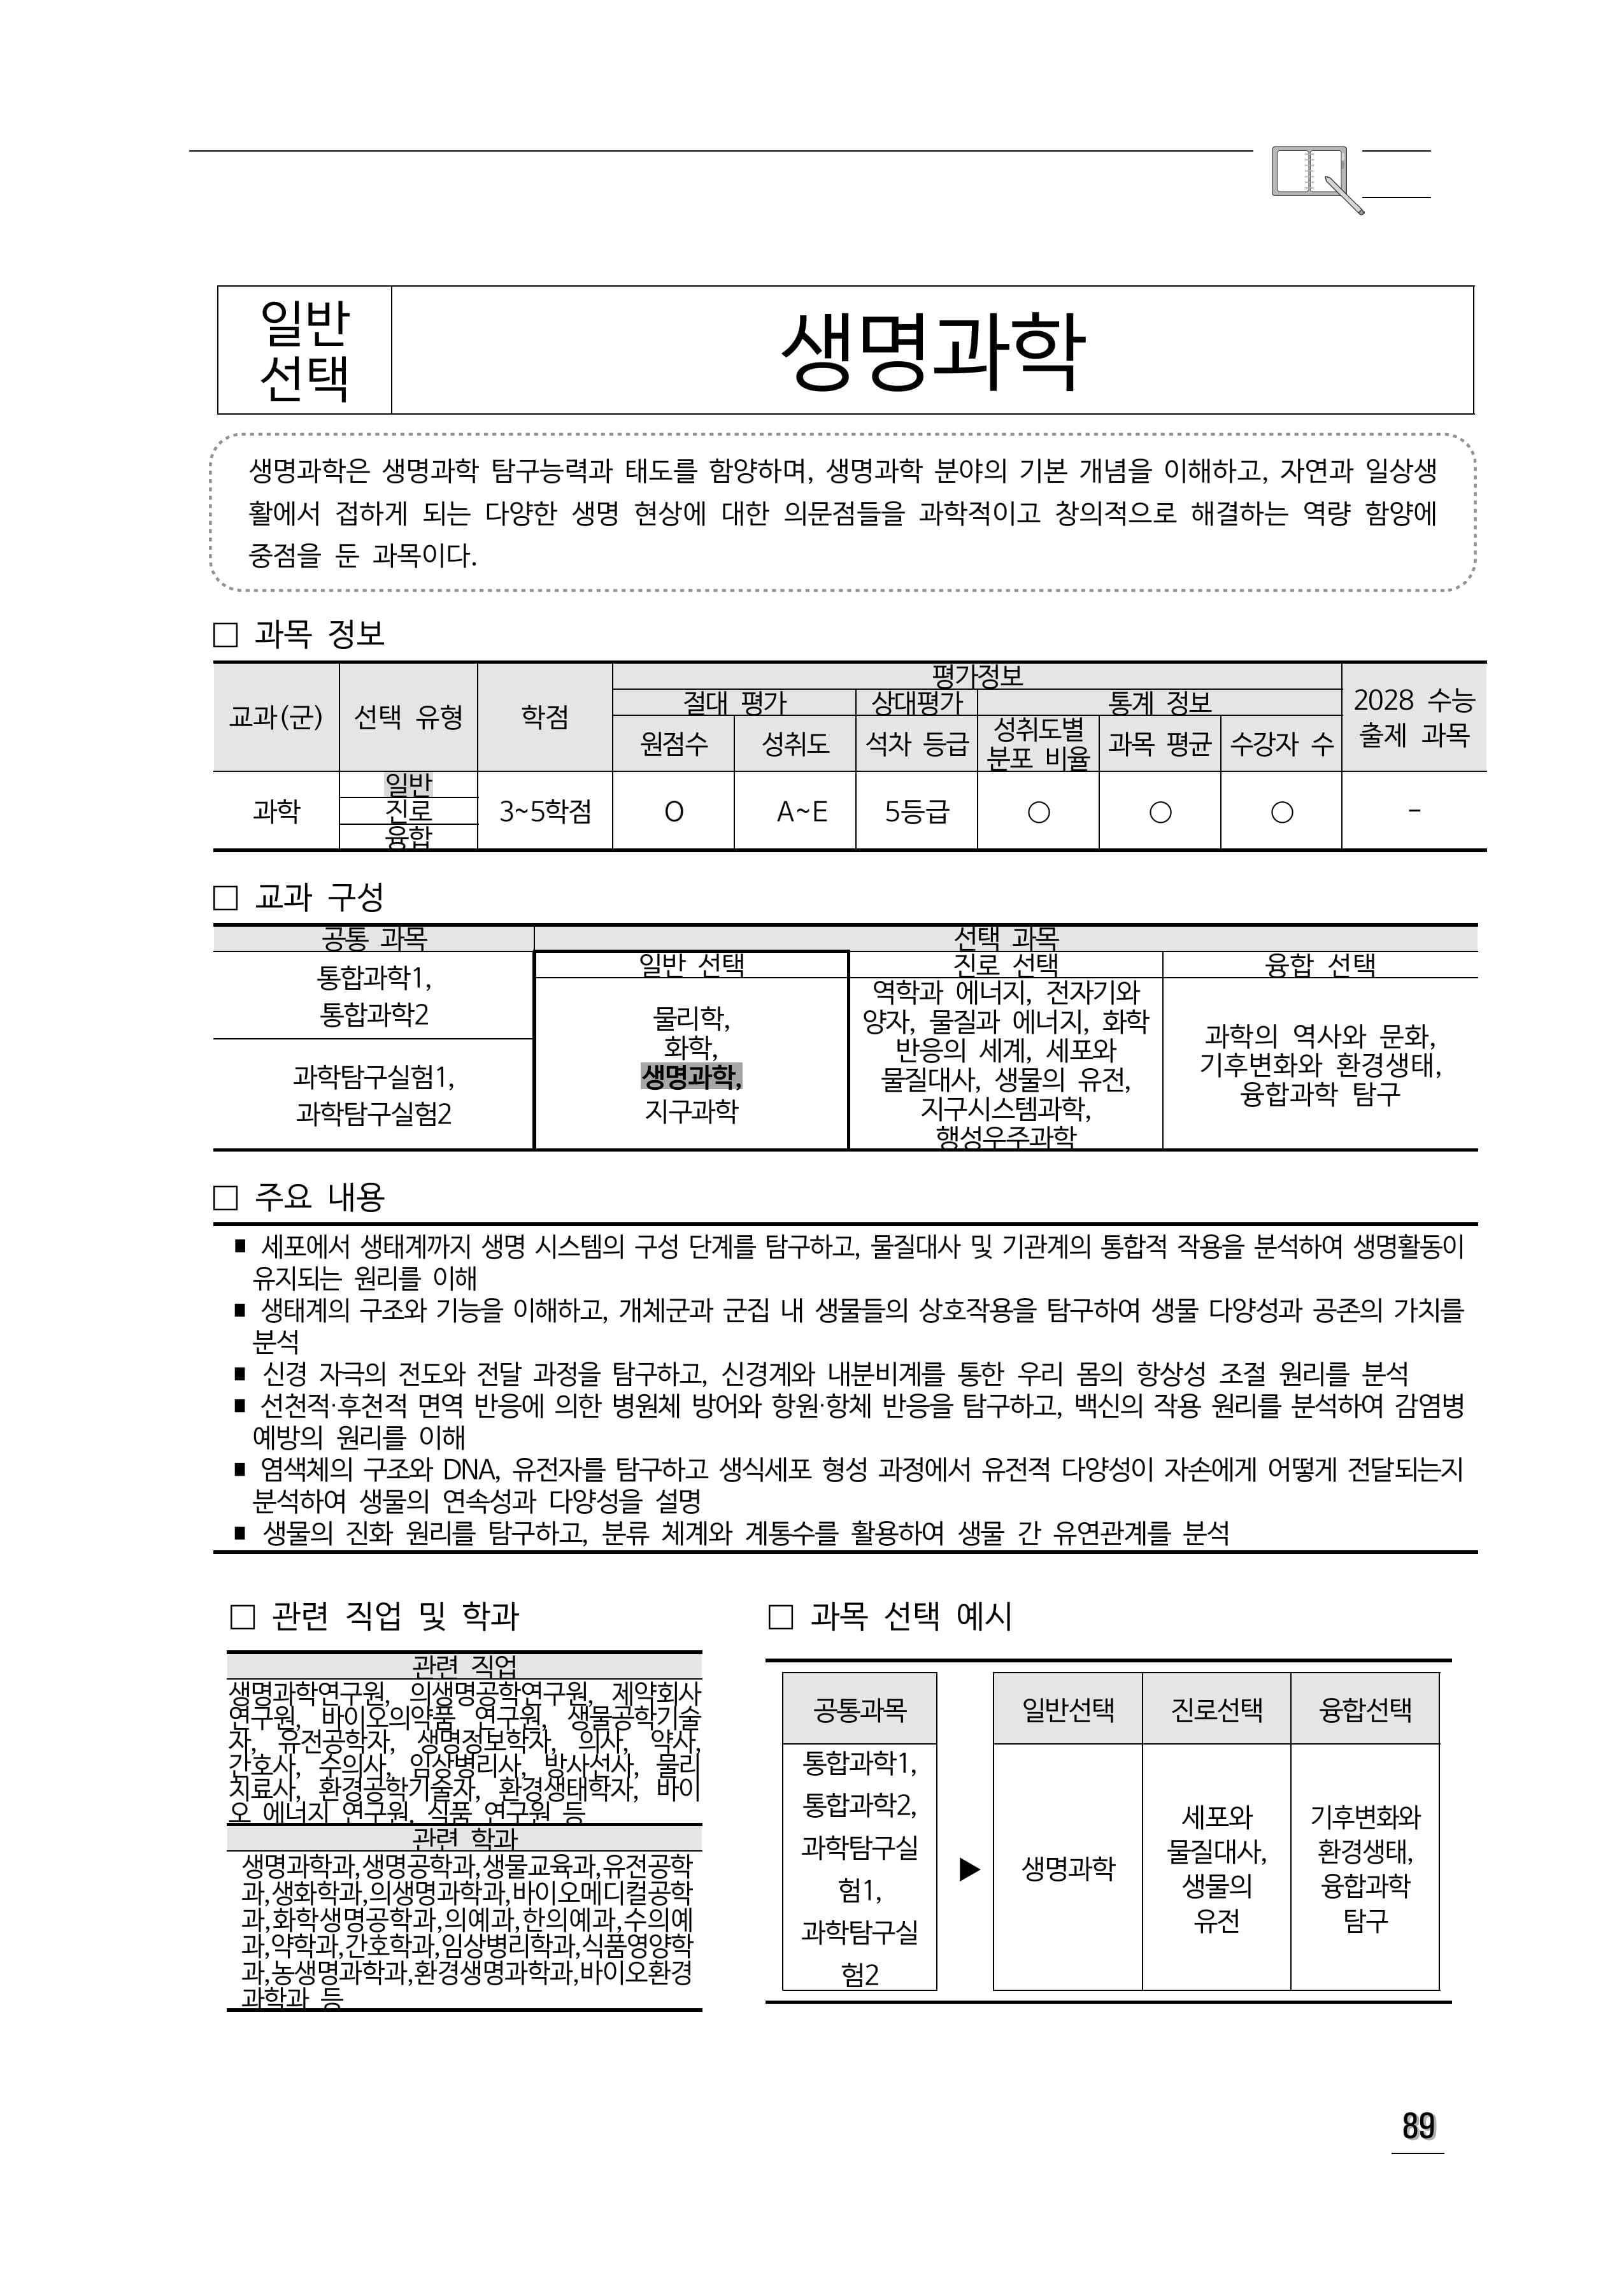 일반
선택
생명과학
생명과학은 생명과학 탐구능력과 태도를 함양하며, 생명과학 분야의 기본 개념을 이해하고, 자연과 일상생
활에서 접하게 되는 다양한 생명 현상에 대한 의문점들을 과학적이고 창의적으로 해결하는 역량 함양에
중점을 둔 과목이다.
□ 과목 정보
교과(군) 선택 유형 학점 평가정보 2028 수능
출제 과목
절대 평가 상대평가 통계 정보
원점수 성취도 석차 등급 성취도별
분포 비율 과목 평균 수강자 수
과학 일반
진로
융합
3~5학점 O A~E 5등급 ○ ○ ○ -
□ 교과 구성
공통 과목 선택 과목
통합과학1,
통합과학2
과학탐구실험1,
과학탐구실험2
일반 선택
물리학,
화학,
생명과학,
지구과학
진로 선택
역학과 에너지, 전자기와
양자, 물질과 에너지, 화학
반응의 세계, 세포와
물질대사, 생물의 유전,
지구시스템과학,
행성우주과학
융합 선택
과학의 역사와 문화,
기후변화와 환경생태,
융합과학 탐구
□ 주요 내용
■ 세포에서 생태계까지 생명 시스템의 구성 단계를 탐구하고, 물질대사 및 기관계의 통합적 작용을 분석하여 생명활동이
유지되는 원리를 이해
■ 생태계의 구조와 기능을 이해하고, 개체군과 군집 내 생물들의 상호작용을 탐구하여 생물 다양성과 공존의 가치를
분석
■ 신경 자극의 전도와 전달 과정을 탐구하고, 신경계와 내분비계를 통한 우리 몸의 항상성 조절 원리를 분석
■ 선천적·후천적 면역 반응에 의한 병원체 방어와 항원·항체 반응을 탐구하고, 백신의 작용 원리를 분석하여 감염병
예방의 원리를 이해
■ 염색체의 구조와 DNA, 유전자를 탐구하고 생식세포 형성 과정에서 유전적 다양성이 자손에게 어떻게 전달되는지
분석하여 생물의 연속성과 다양성을 설명
■ 생물의 진화 원리를 탐구하고, 분류 체계와 계통수를 활용하여 생물 간 유연관계를 분석
□ 관련 직업 및 학과
관련 직업
생명과학연구원, 의생명공학연구원, 제약회사
연구원, 바이오의약품 연구원, 생물공학기술
자, 유전공학자, 생명정보학자, 의사, 약사,
간호사, 수의사, 임상병리사, 방사선사, 물리
치료사, 환경공학기술자, 환경생태학자, 바이
오 에너지 연구원, 식품 연구원 등
관련 학과
생명과학과,생명공학과,생물교육과,유전공학
과,생화학과,의생명과학과,바이오메디컬공학
과,화학생명공학과,의예과,한의예과,수의예
과,약학과,간호학과,임상병리학과,식품영양학
과,농생명과학과,환경생명과학과,바이오환경
과학과 등
□ 과목 선택 예시
공통과목
통합과학1,
통합과학2,
과학탐구실
험1,
과학탐구실
험2
▶
일반선택 진로선택 융합선택
생명과학
세포와
물질대사,
생물의
유전
기후변화와
환경생태,
융합과학
탐구
89